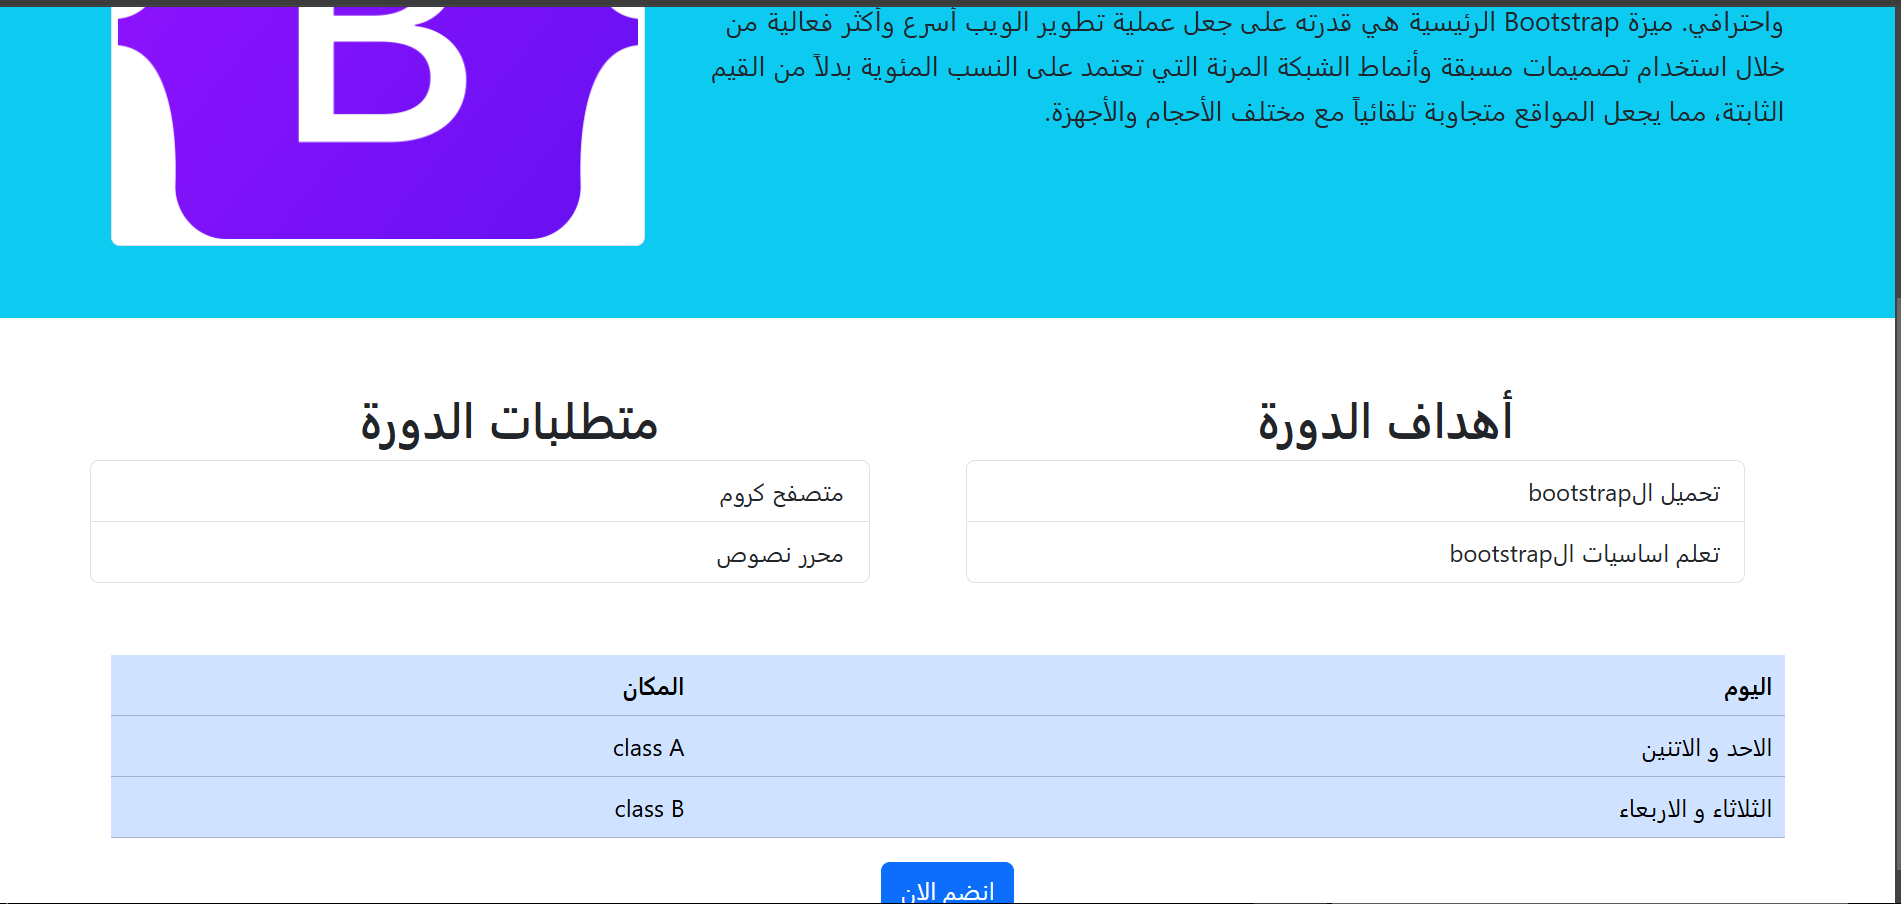 واحترافي. ميزة Bootstrap الرئيسية هي قدرته على جعل عملية تطوير الويب أسرع وأكثر فعالية من
خلال استخدام تصميمات مسبقة وأنماط الشبكة المرنة التي تعتمد على النسب المئوية بدلاً من القيم
الثابتة، مما يجعل المواقع متجاوبة تلقائياً مع مختلف الأحجام والأجهزة.
B
أهداف الدورة
تحميل الbootstrap
تعلم اساسيات الbootstrap
متطلبات الدورة
متصفح كروم
محرر نصوص
اليوم المكان
الاحد و الاتنين class A
الثلاثاء و الاربعاء class B
انضم الان